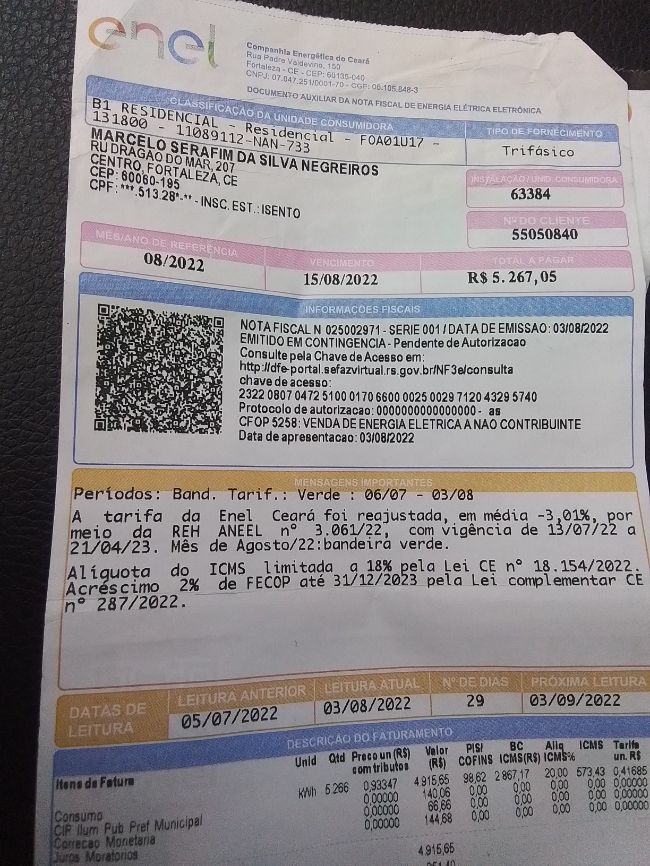 enel
Companhia Energética do Ceará
Rua Padre Valdevino, 150
Fortaleza - CE - CEP: 60135-040
CNPJ: 07.047.251/0001-70 - CGF: 06.105.848-3
DOCUMENTO AUXILIAR DA NOTA FISCAL DE ENERGIA ELÉTRICA ELETRÔNICA
CLASSIFICAÇÃO DA UNIDADE CONSUMIDORA
B1 RESIDENCIAL - Residencial - FOA01U17 -
131800 - 11089112-NAN-733
TIPO DE FORNECIMENTO
Trifásico
MARCELO SERAFIM DA SILVA NEGREIROS
RU DRAGAO DO MAR, 207
CENTRO, FORTALEZA, CE
CEP: 60060-195
CPF: ***.513.28*-** - INSC. EST.: ISENTO
INSTALAÇÃO / UNID. CONSUMIDORA
63384
Nº DO CLIENTE
55050840
MÊS/ANO DE REFERÊNCIA
08/2022
VENCIMENTO
15/08/2022
TOTAL A PAGAR
R$ 5.267,05
INFORMAÇÕES FISCAIS
NOTA FISCAL N 025002971 - SERIE 001 / DATA DE EMISSAO: 03/08/2022
EMITIDO EM CONTINGENCIA - Pendente de Autorizacao
Consulte pela Chave de Acesso em:
http://dfe-portal.sefazvirtual.rs.gov.br/NF3e/consulta
chave de acesso:
2322 0807 0472 5100 0170 6600 0025 0029 7120 4329 5740
Protocolo de autorizacao: 0000000000000000 - as
CFOP 5258: VENDA DE ENERGIA ELETRICA A NAO CONTRIBUINTE
Data de apresentacao: 03/08/2022
MENSAGENS IMPORTANTES
Períodos: Band. Tarif.: Verde : 06/07 - 03/08
A tarifa da Enel Ceará foi reajustada, em média -3,01%, por
meio da REH ANEEL nº 3.061/22, com vigência de 13/07/22 a
21/04/23. Mês de Agosto/22:bandeira verde.
Alíquota do ICMS limitada a 18% pela Lei CE nº 18.154/2022.
Acréscimo 2% de FECOP até 31/12/2023 pela Lei complementar CE
nº 287/2022.
DATAS DE LEITURA
LEITURA ANTERIOR
05/07/2022
LEITURA ATUAL
03/08/2022
Nº DE DIAS
29
PRÓXIMA LEITURA
03/09/2022
DESCRIÇÃO DO FATURAMENTO
Itens de Fatura Unid Qtd Preço un (R$) com tributos Valor (R$) PIS/ COFINS BC ICMS(R$) Aliq ICMS% ICMS Tarifa un. R$
Consumo kWh 5.266 0,93347 4.915,65 98,62 2 867,17 20,00 573,43 0,41685
CIP Ilum Pub Pref Municipal 0,00000 140,06 0,00 0,00 0,00 0,00 0,00000
Correcao Monetaria 0,00000 66,66 0,00 0,00 0,00 0,00 0,00000
Juros Moratorios 0,00000 144,68 0,00 0,00 0,00 0,00 0,00000
4.915,65